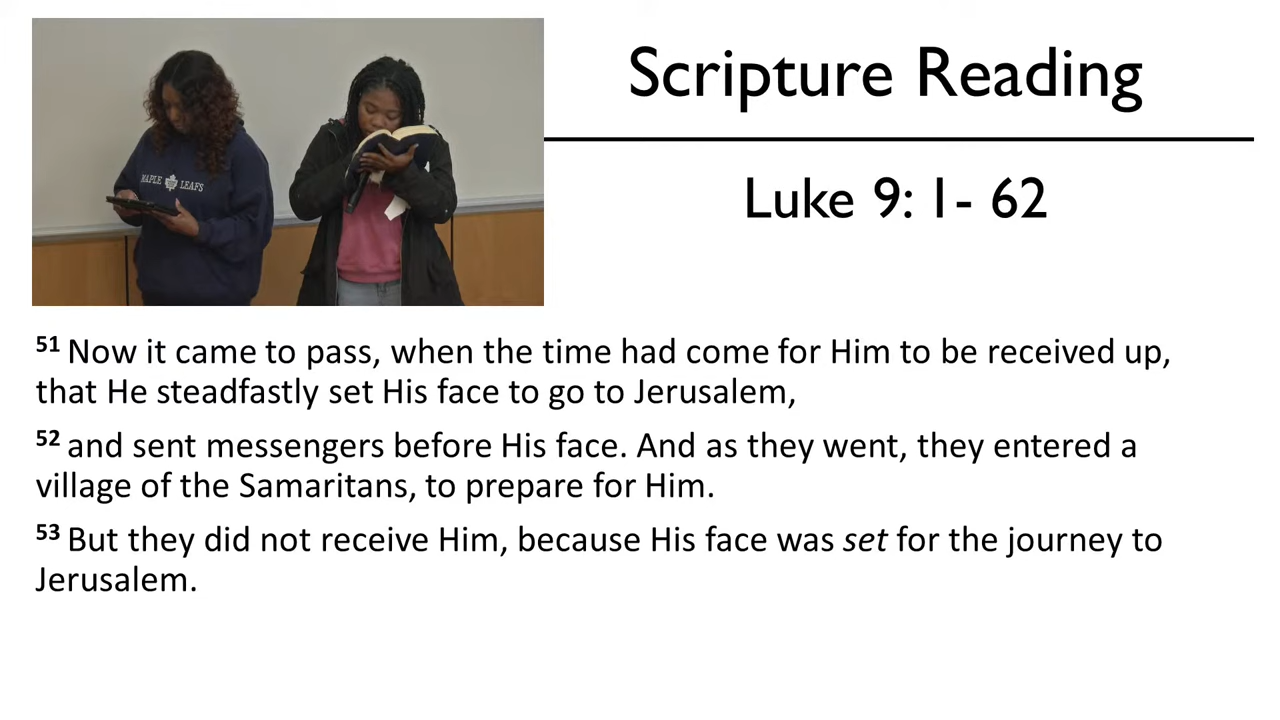 Scripture Reading
Luke 9: 1- 62
MAPLE LEAFS
51 Now it came to pass, when the time had come for Him to be received up,
that He steadfastly set His face to go to Jerusalem,
52 and sent messengers before His face. And as they went, they entered a
village of the Samaritans, to prepare for Him.
53 But they did not receive Him, because His face was set for the journey to
Jerusalem.